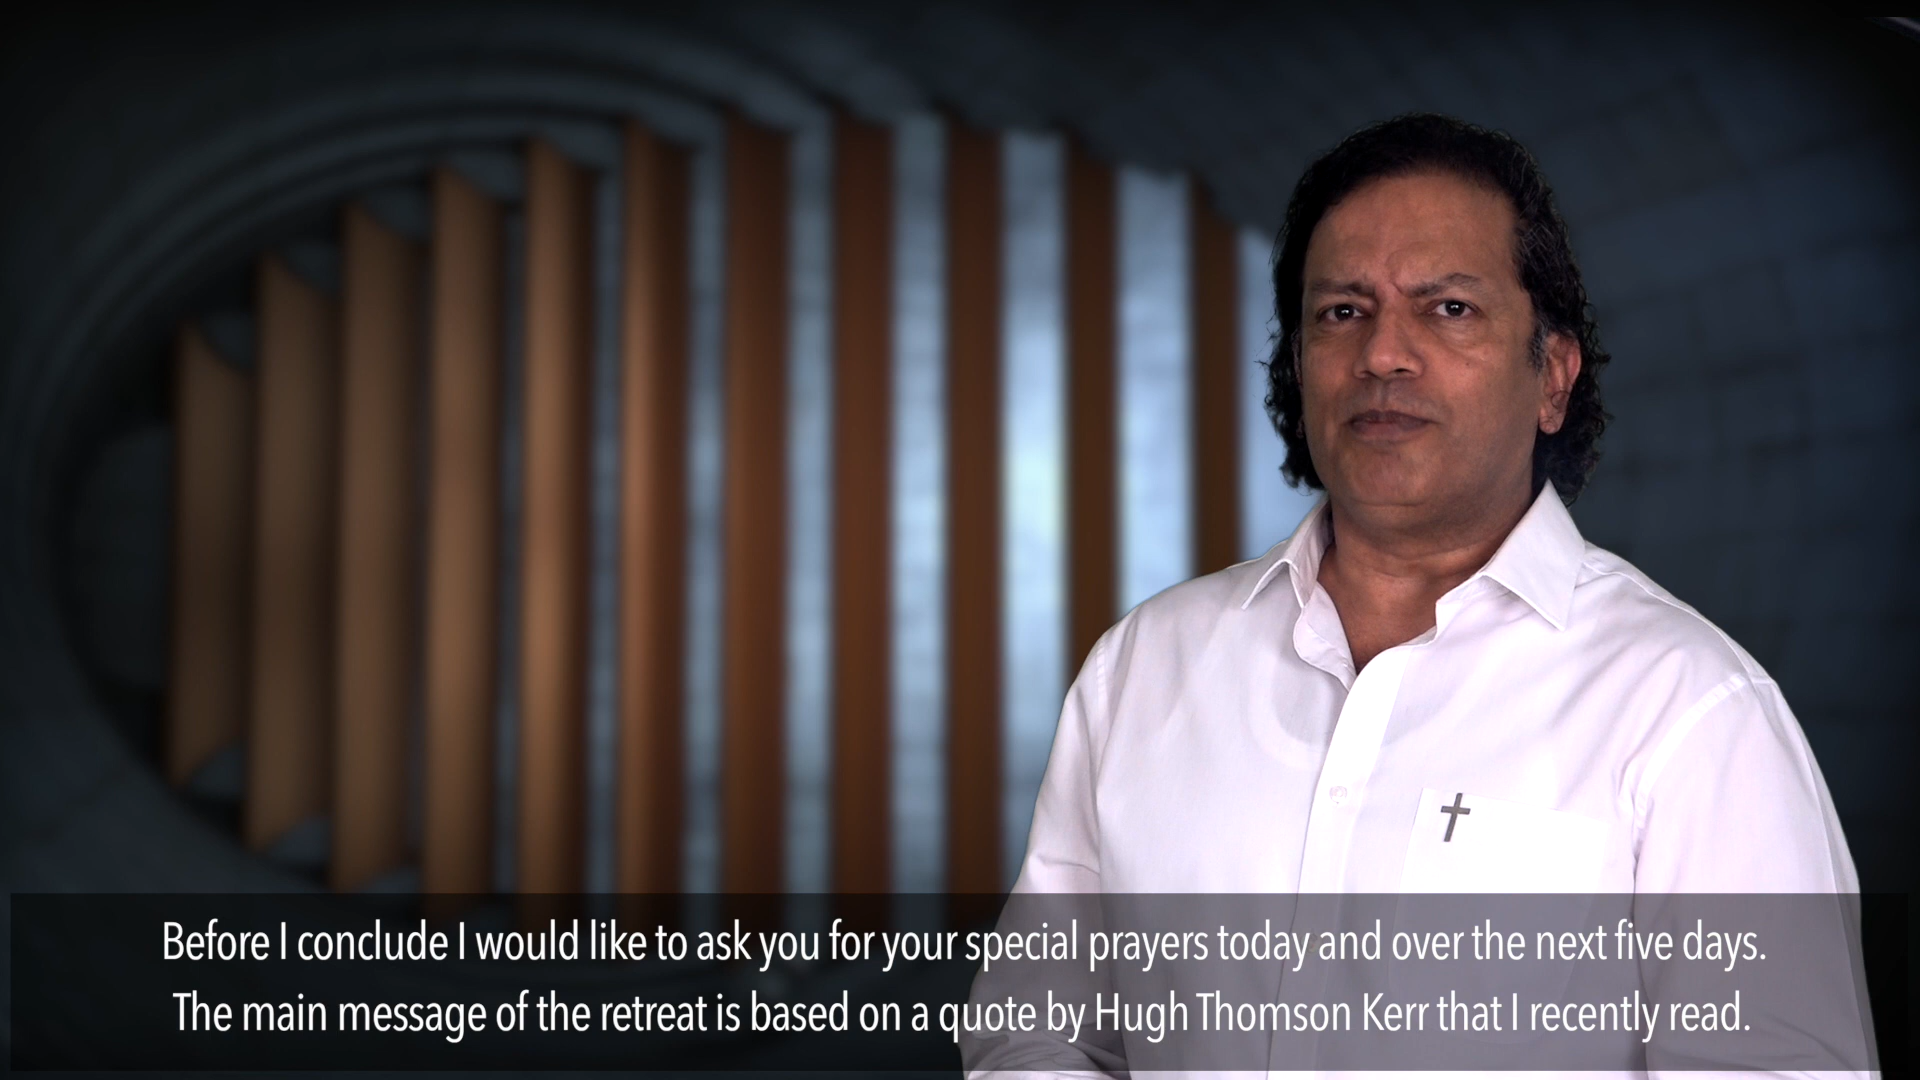 Before I conclude I would like to ask you for your special prayers today and over the next five days.
The main message of the retreat is based on a quote by Hugh Thomson Kerr that I recently read.